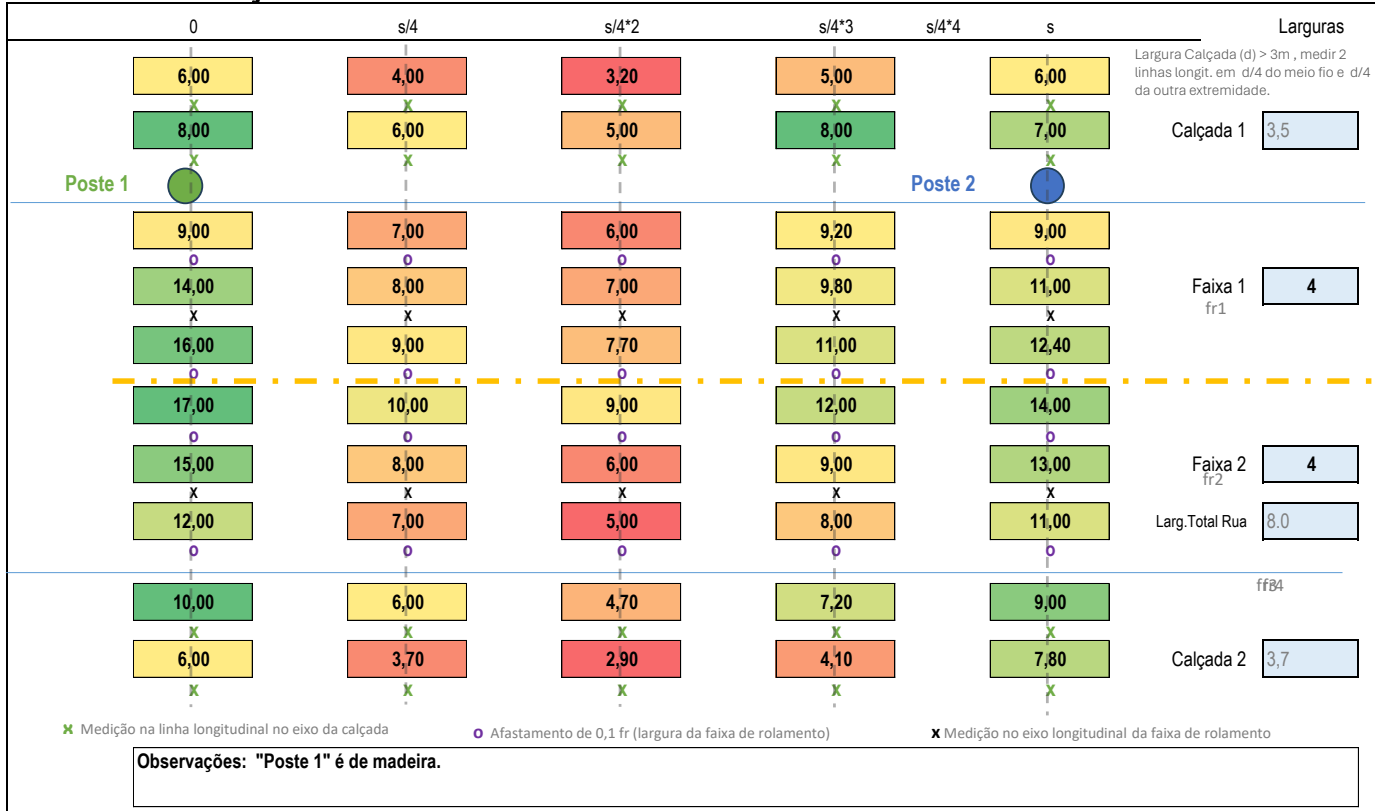 0 s/4 s/4*2 s/4*3 s/4*4 s Larguras
Largura Calçada (d) > 3m , medir 2
linhas longit. em d/4 do meio fio e d/4
da outra extremidade.
6,00 4,00 3,20 5,00 6,00
x x x x x
8,00 6,00 5,00 8,00 7,00 Calçada 1 3,5
x x x x x
Poste 1 Poste 2
9,00 7,00 6,00 9,20 9,00
o o o o o
14,00 8,00 7,00 9,80 11,00 Faixa 1 4
fr1
x x x x x
16,00 9,00 7,70 11,00 12,40
o o o o o
17,00 10,00 9,00 12,00 14,00
o o o o o
15,00 8,00 6,00 9,00 13,00 Faixa 2 4
fr2
x x x x x
12,00 7,00 5,00 8,00 11,00 Larg.Total Rua 8.0
o o o o o
10,00 6,00 4,70 7,20 9,00
x x x x x
6,00 3,70 2,90 4,10 7,80 Calçada 2 3,7
x x x x x
x Medição na linha longitudinal no eixo da calçada o Afastamento de 0,1 fr (largura da faixa de rolamento) x Medição no eixo longitudinal da faixa de rolamento
Observações: "Poste 1" é de madeira.